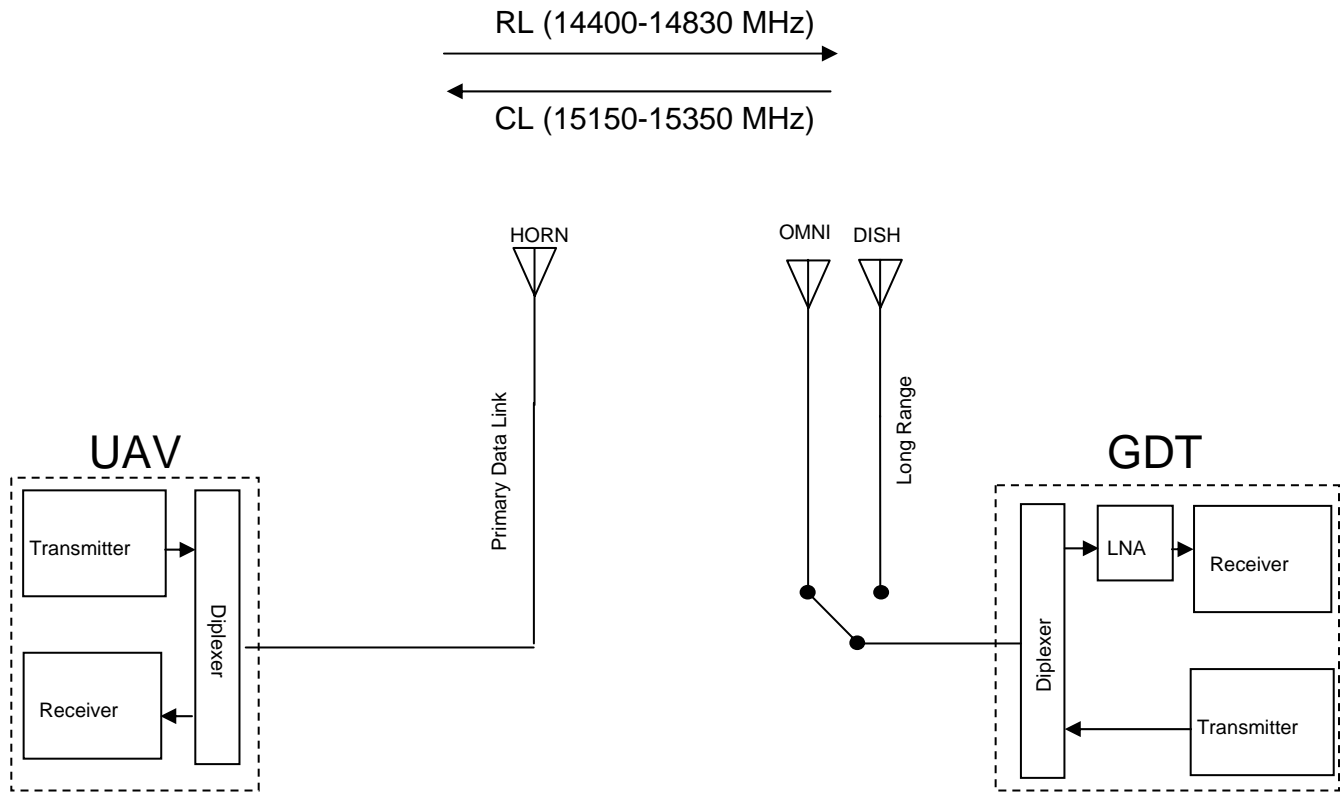 RL (14400-14830 MHz)
CL (15150-15350 MHz)
HORN
OMNI
DISH
Primary Data Link
Long Range
UAV
Transmitter
Diplexer
Receiver
GDT
Diplexer
LNA
Receiver
Transmitter